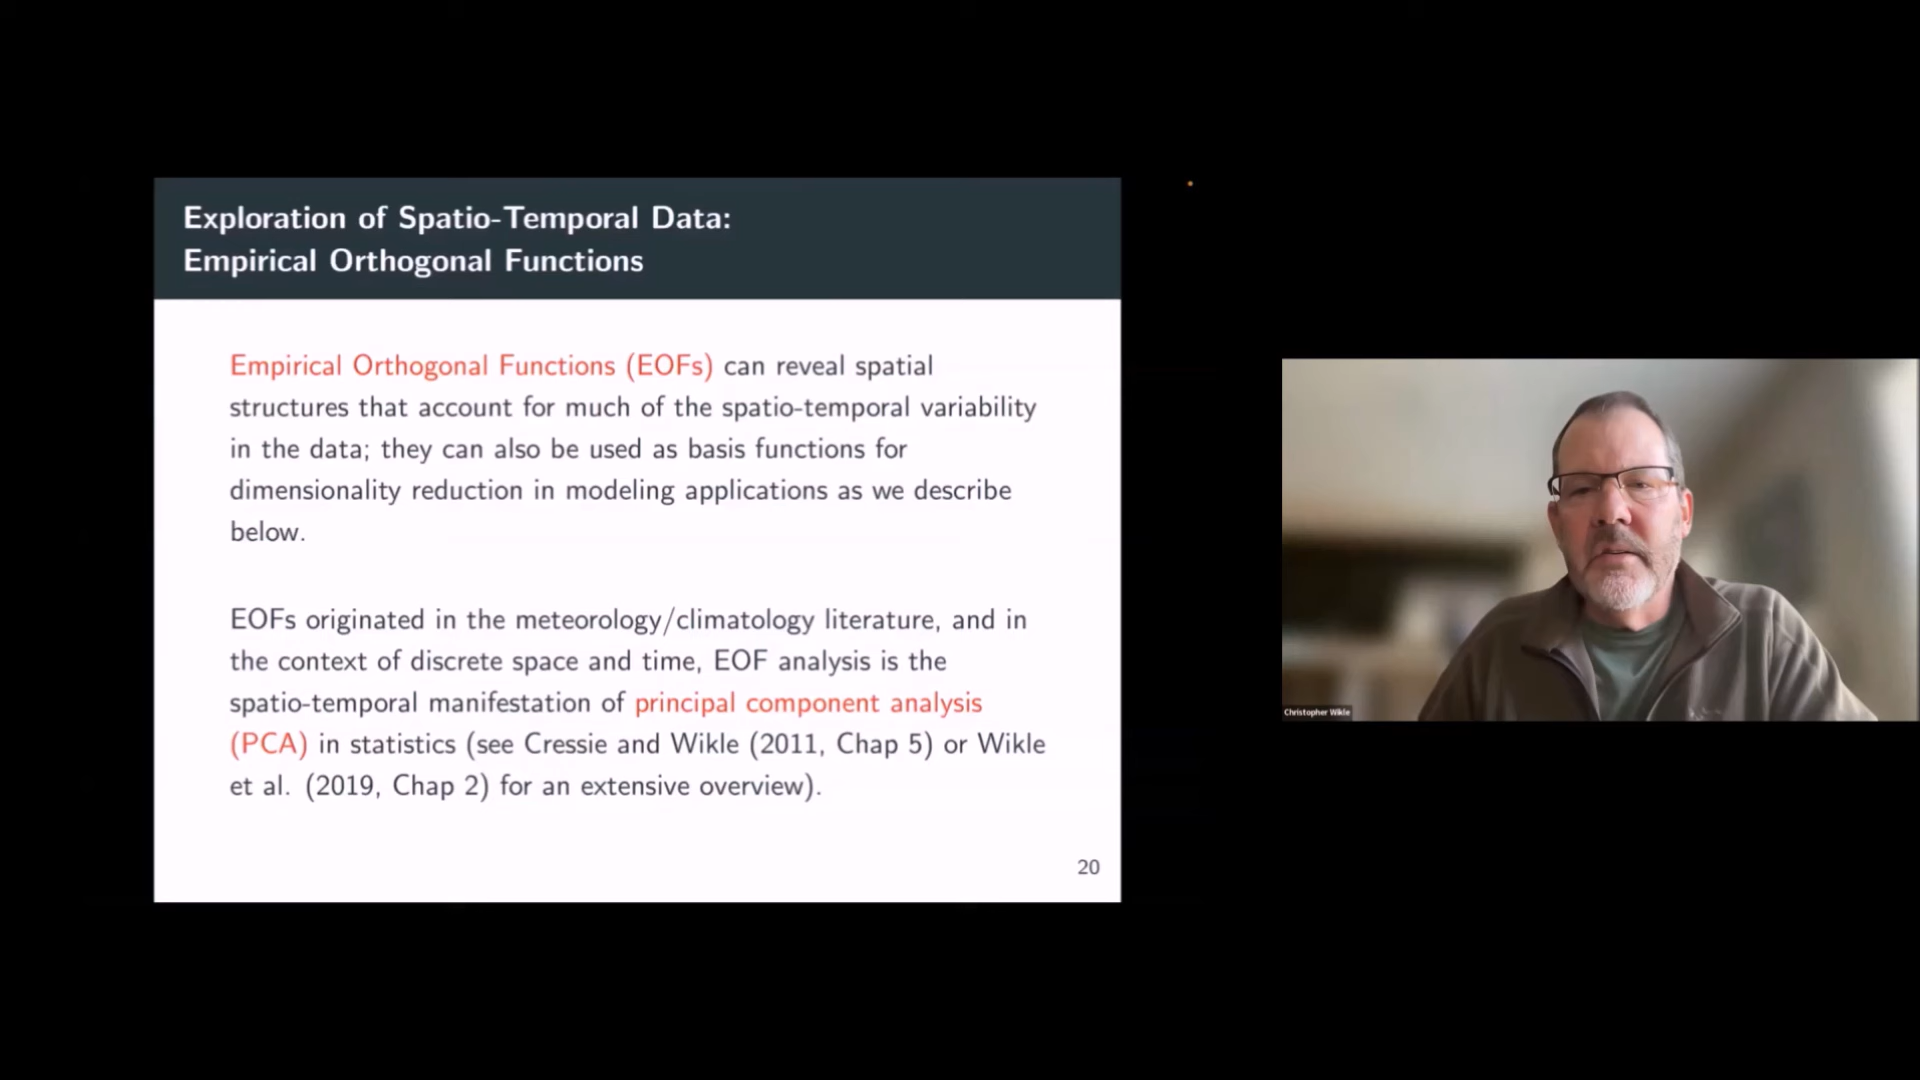 Exploration of Spatio-Temporal Data:
Empirical Orthogonal Functions
Empirical Orthogonal Functions (EOFs) can reveal spatial
structures that account for much of the spatio-temporal variability
in the data; they can also be used as basis functions for
dimensionality reduction in modeling applications as we describe
below.
EOFs originated in the meteorology/climatology literature, and in
the context of discrete space and time, EOF analysis is the
spatio-temporal manifestation of principal component analysis
(PCA) in statistics (see Cressie and Wikle (2011, Chap 5) or Wikle
et al. (2019, Chap 2) for an extensive overview).
20
Christopher Wikle